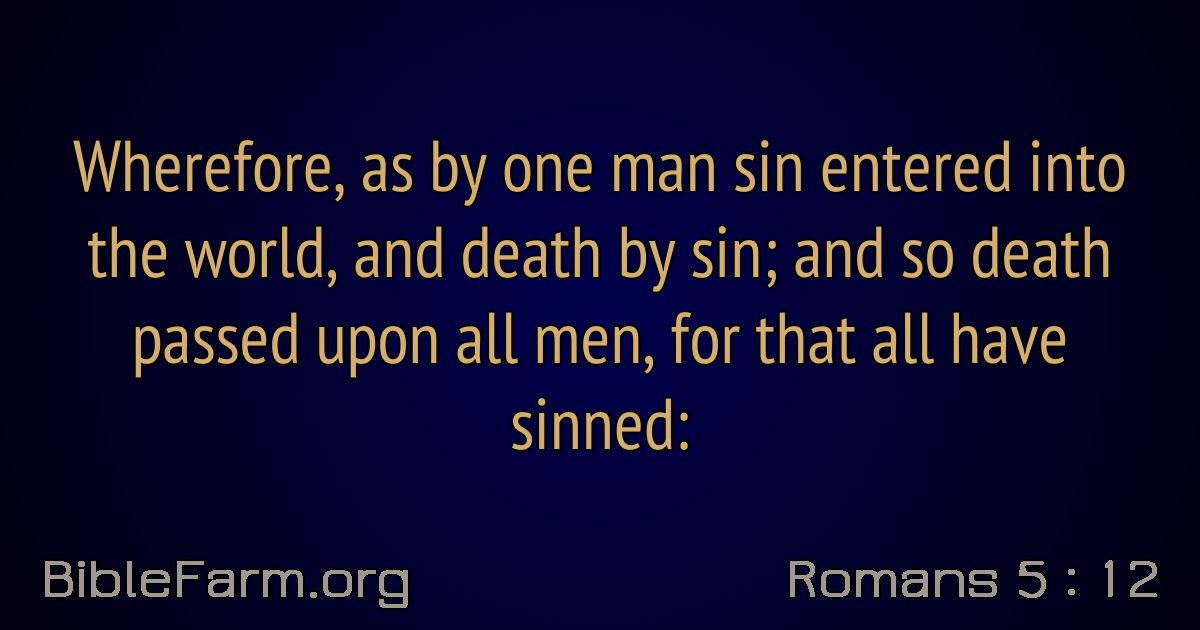 Wherefore, as by one man sin entered into
the world, and death by sin; and so death
passed upon all men, for that all have
sinned:
BibleFarm.org
Romans 5 : 12